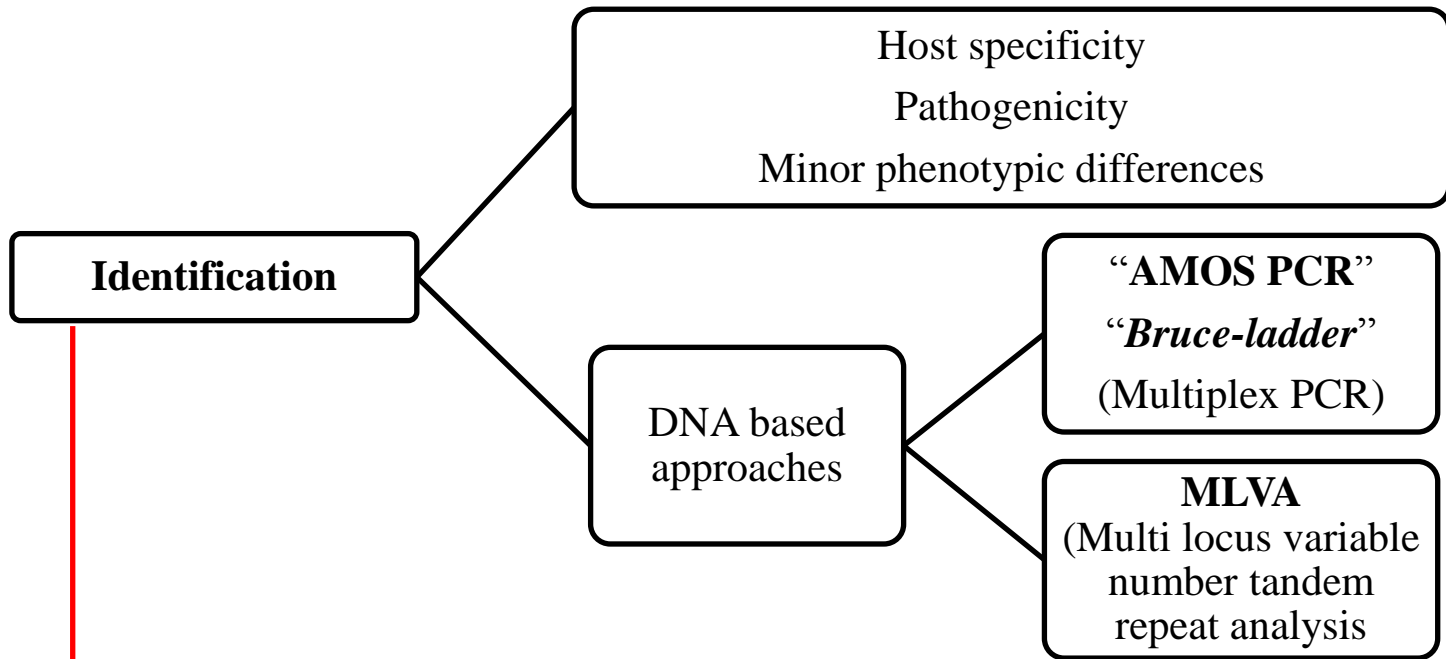 Host specificity
Pathogenicity
Minor phenotypic differences
Identification
“AMOS PCR”
“Bruce-ladder”
(Multiplex PCR)
DNA based
approaches
MLVA
(Multi locus variable
number tandem
repeat analysis